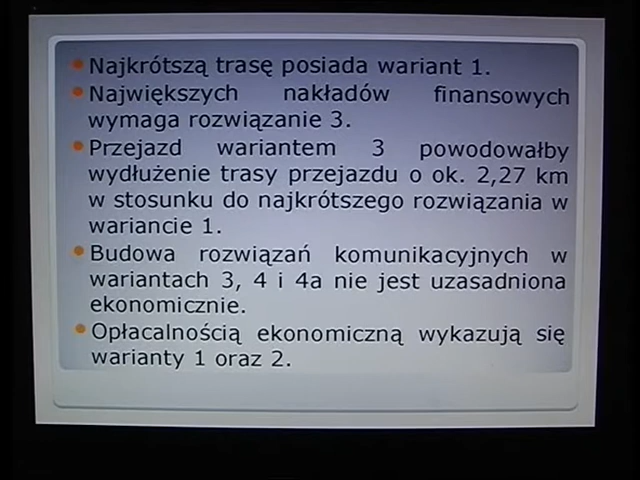 Najkrótszą trasę posiada wariant 1.
Największych nakładów finansowych
wymaga rozwiązanie 3.
Przejazd wariantem 3 powodowałby
wydłużenie trasy przejazdu o ok. 2,27 km
w stosunku do najkrótszego rozwiązania w
wariancie 1.
Budowa rozwiązań komunikacyjnych w
wariantach 3, 4 i 4a nie jest uzasadniona
ekonomicznie.
Opłacalnością ekonomiczną wykazują się
warianty 1 oraz 2.